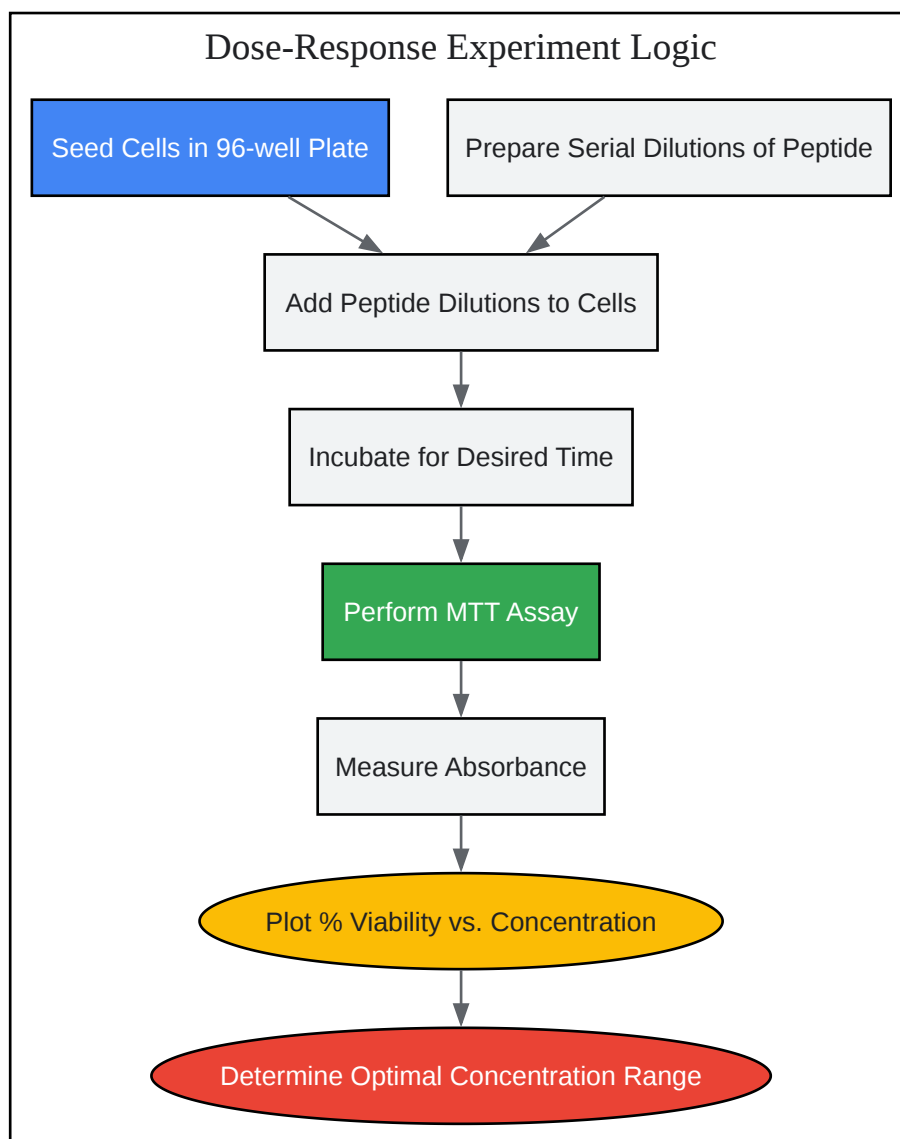 Dose-Response Experiment Logic
Seed Cells in 96-well Plate
Prepare Serial Dilutions of Peptide
Add Peptide Dilutions to Cells
Incubate for Desired Time
Perform MTT Assay
Measure Absorbance
Plot % Viability vs. Concentration
Determine Optimal Concentration Range